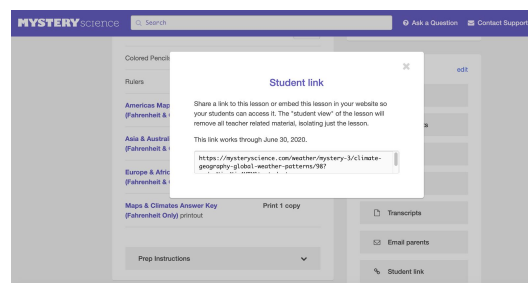 MYSTERY science
Search
Ask a Question
Contact Support
Colored Pencils
Rulers
edit
Americas Map
(Fahrenheit &
Asia & Austral
(Fahrenheit &
Europe & Afric
(Fahrenheit &
Student link
Share a link to this lesson or embed this lesson in your website so
your students can access it. The "student view" of the lesson will
remove all teacher related material, isolating just the lesson.
This link works through June 30, 2020.
https://mysteryscience.com/weather/mystery-3/climate-
geography-global-weather-patterns/98?
Maps & Climates Answer Key
(Fahrenheit Only) printout
Print 1 copy
Prep Instructions
Transcripts
Email parents
Student link